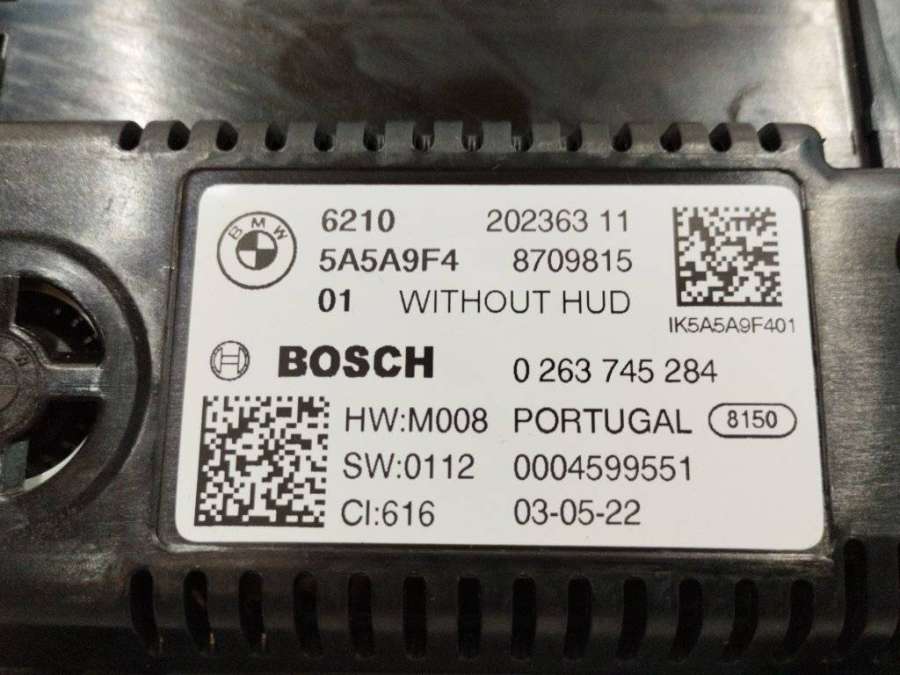 BMW
6210 202363 11
5A5A9F4 8709815
01 WITHOUT HUD
IK5A5A9F401
BOSCH 0 263 745 284
HW:M008 PORTUGAL 8150
SW:0112 0004599551
CI:616 03-05-22